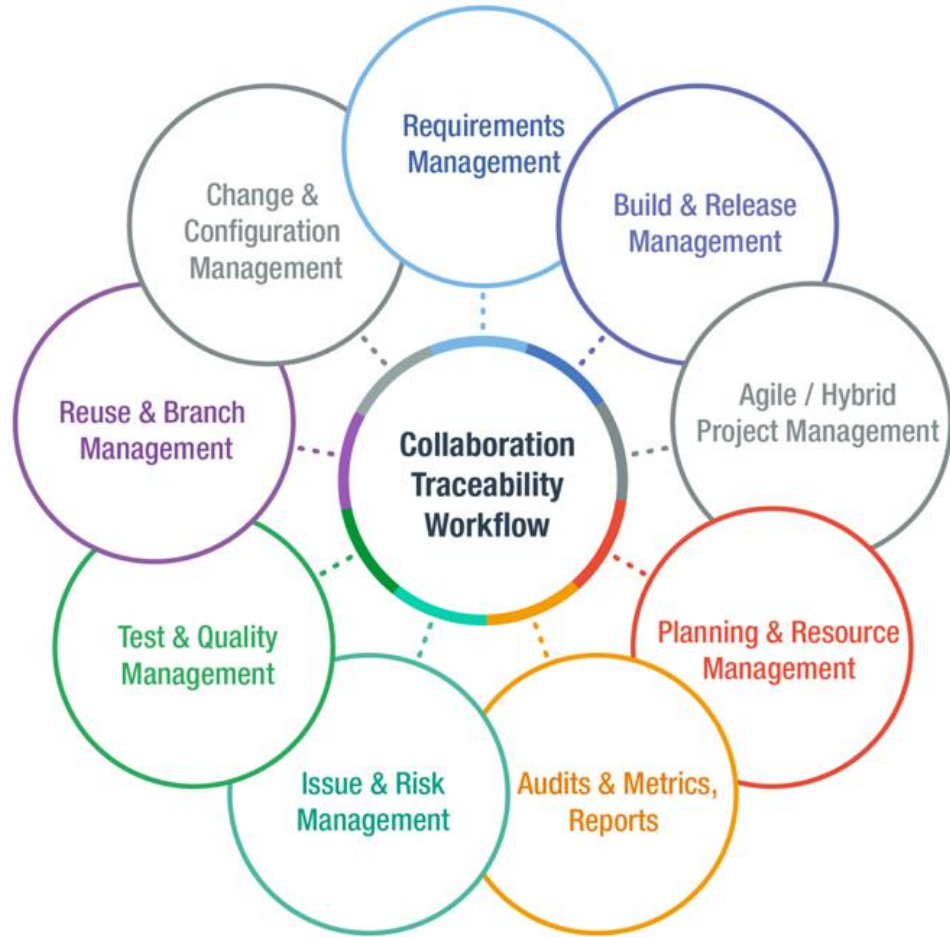 Requirements
Management
Build & Release
Management
Agile / Hybrid
Project Management
Planning & Resource
Management
Audits & Metrics,
Reports
Issue & Risk
Management
Test & Quality
Management
Reuse & Branch
Management
Change &
Configuration
Management
Collaboration
Traceability
Workflow